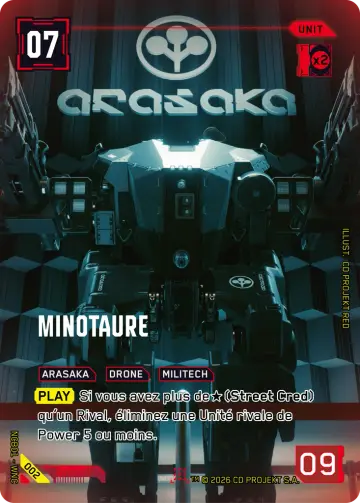 07
UNIT
x2
ARASAKA
ILLUST. CD PROJEKT RED
MINOTAURE
ARASAKA
DRONE
MILITECH
PLAY Si vous avez plus de ★ (Street Cred)
qu'un Rival, éliminez une Unité rivale de
Power 5 ou moins.
002
™ © 2026 CD PROJEKT S.A.
09